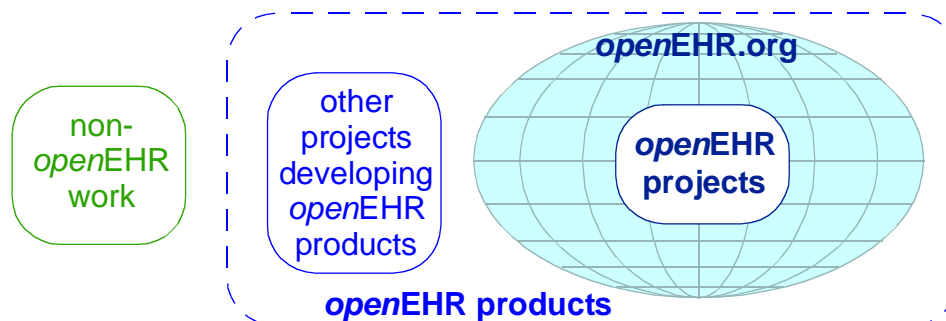 non-
openEHR
work
other
projects
developing
openEHR
products
openEHR.org
openEHR
projects
openEHR products